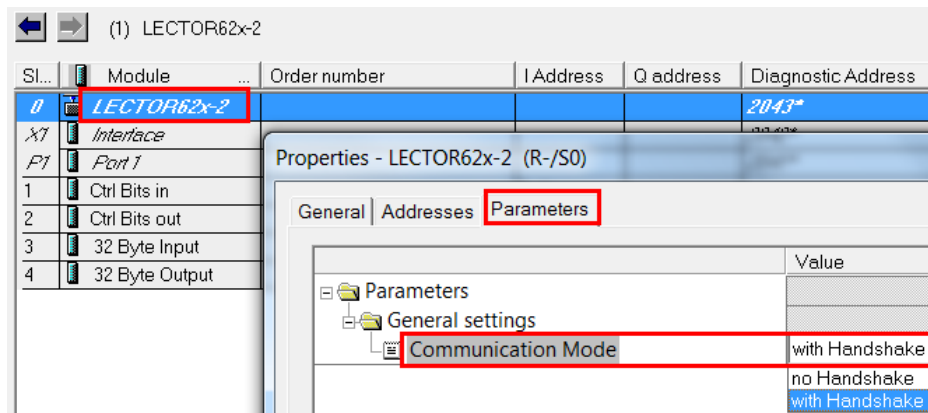 (1) LECTOR62x-2
Sl... Module ... Order number I Address Q address Diagnostic Address
0 LECTOR62x-2 2043*
X1 Interface
P1 Port 1
1 Ctrl Bits in
2 Ctrl Bits out
3 32 Byte Input
4 32 Byte Output
Properties - LECTOR62x-2 (R-/S0)
General Addresses Parameters
Value
Parameters
General settings
Communication Mode with Handshake
no Handshake
with Handshake